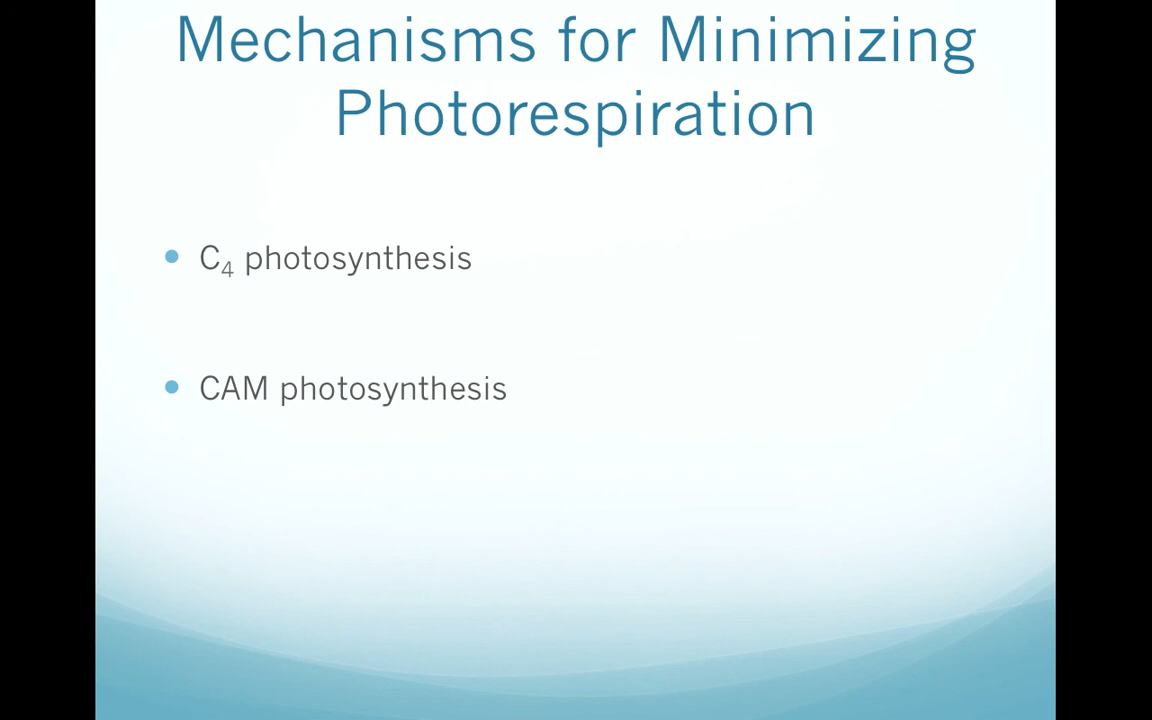 Mechanisms for Minimizing
Photorespiration
• C₄ photosynthesis
• CAM photosynthesis